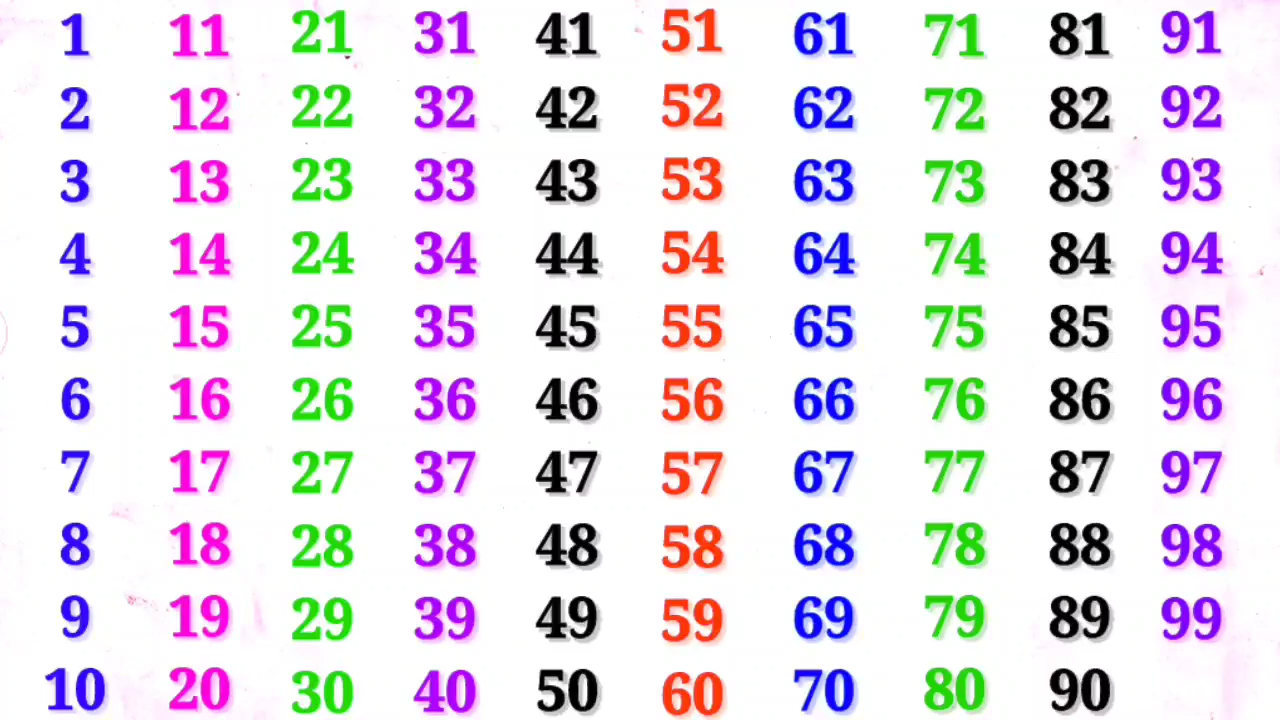 1 11 21 31 41 51 61 71 81 91
2 12 22 32 42 52 62 72 82 92
3 13 23 33 43 53 63 73 83 93
4 14 24 34 44 54 64 74 84 94
5 15 25 35 45 55 65 75 85 95
6 16 26 36 46 56 66 76 86 96
7 17 27 37 47 57 67 77 87 97
8 18 28 38 48 58 68 78 88 98
9 19 29 39 49 59 69 79 89 99
10 20 30 40 50 60 70 80 90